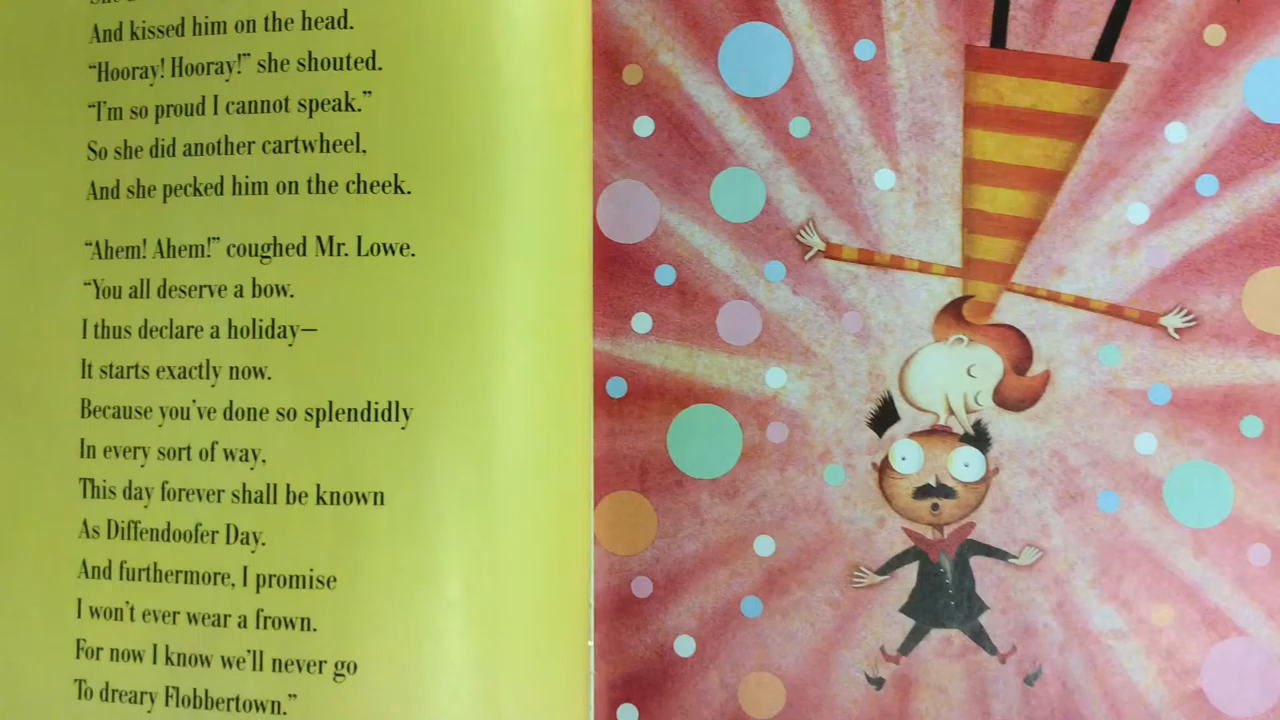 And kissed him on the head.
“Hooray! Hooray!” she shouted.
“I'm so proud I cannot speak.”
So she did another cartwheel,
And she pecked him on the cheek.
“Ahem! Ahem!” coughed Mr. Lowe.
“You all deserve a bow.
I thus declare a holiday—
It starts exactly now.
Because you've done so splendidly
In every sort of way,
This day forever shall be known
As Diffendoofer Day.
And furthermore, I promise
I won't ever wear a frown.
For now I know we'll never go
To dreary Flobbertown.”